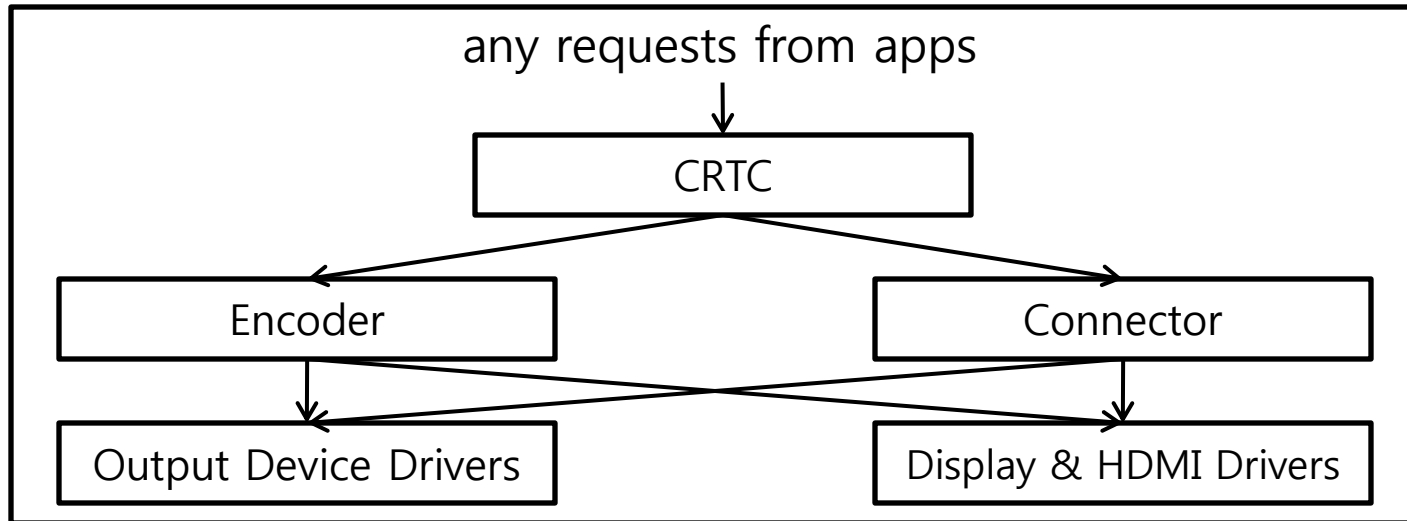 any requests from apps
CRTC
Encoder
Connector
Output Device Drivers
Display & HDMI Drivers